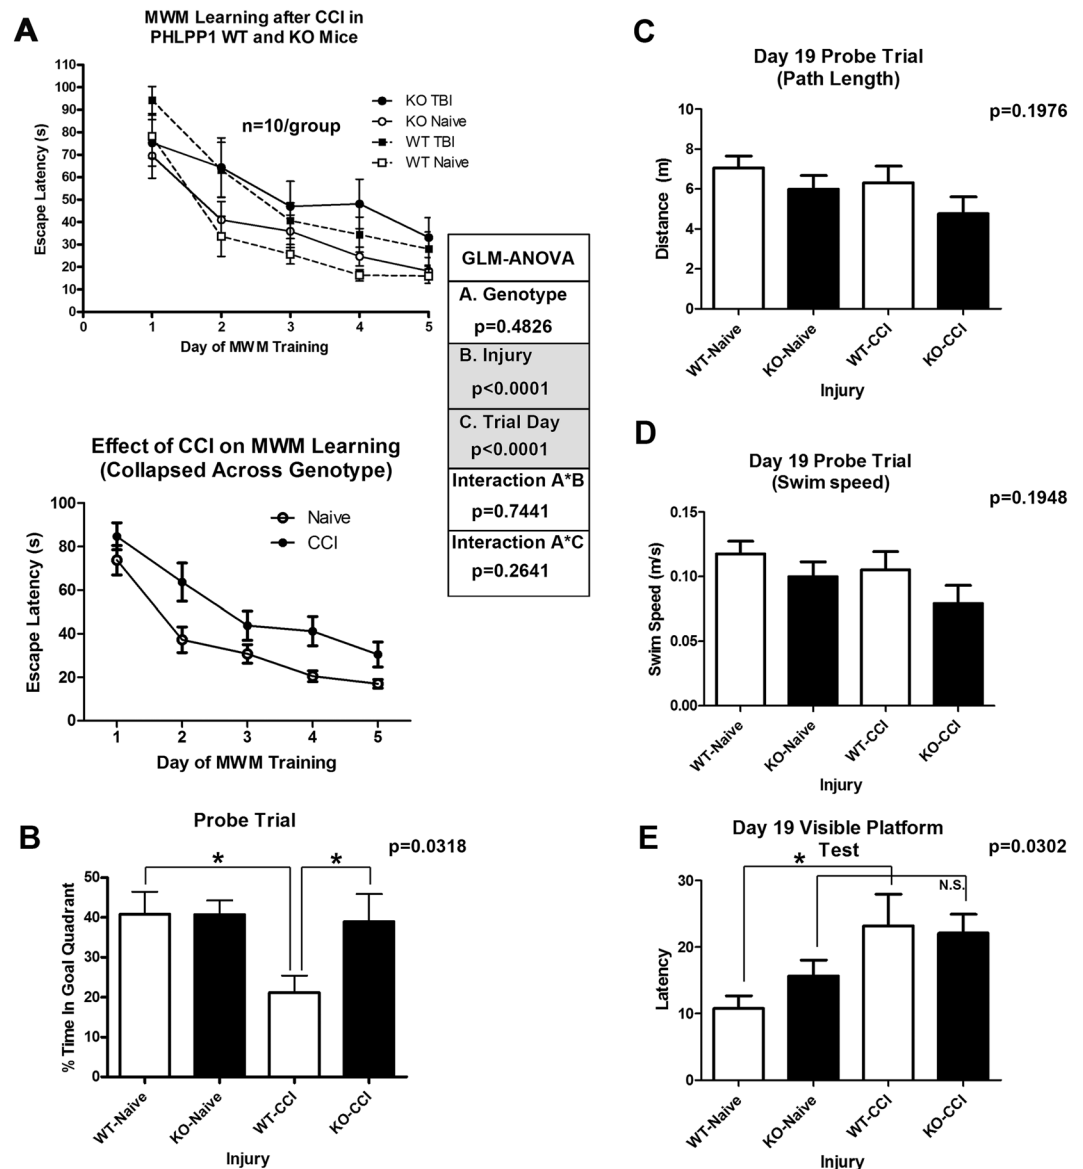 A
MWM Learning after CCI in
PHLPP1 WT and KO Mice
110
100
90
80
70
60
50
40
30
20
10
0
Escape Latency (s)
n=10/group
KO TBI
KO Naive
WT TBI
WT Naive
0 1 2 3 4 5
Day of MWM Training
GLM-ANOVA
A. Genotype
p=0.4826
B. Injury
p<0.0001
C. Trial Day
p<0.0001
Interaction A*B
p=0.7441
Interaction A*C
p=0.2641
Effect of CCI on MWM Learning
(Collapsed Across Genotype)
100
80
60
40
20
0
Escape Latency (s)
Naive
CCI
1 2 3 4 5
Day of MWM Training
B
Probe Trial
p=0.0318
* *
50
40
30
20
10
0
% Time In Goal Quadrant
WT-Naive
KO-Naive
WT-CCI
KO-CCI
Injury
C
Day 19 Probe Trial
(Path Length)
p=0.1976
10
8
6
4
2
0
Distance (m)
WT-Naive
KO-Naive
WT-CCI
KO-CCI
Injury
D
Day 19 Probe Trial
(Swim speed)
p=0.1948
0.15
0.10
0.05
0.00
Swim Speed (m/s)
WT-Naive
KO-Naive
WT-CCI
KO-CCI
Injury
E
Day 19 Visible Platform
Test
p=0.0302
*
N.S.
30
20
10
0
Latency
WT-Naive
KO-Naive
WT-CCI
KO-CCI
Injury